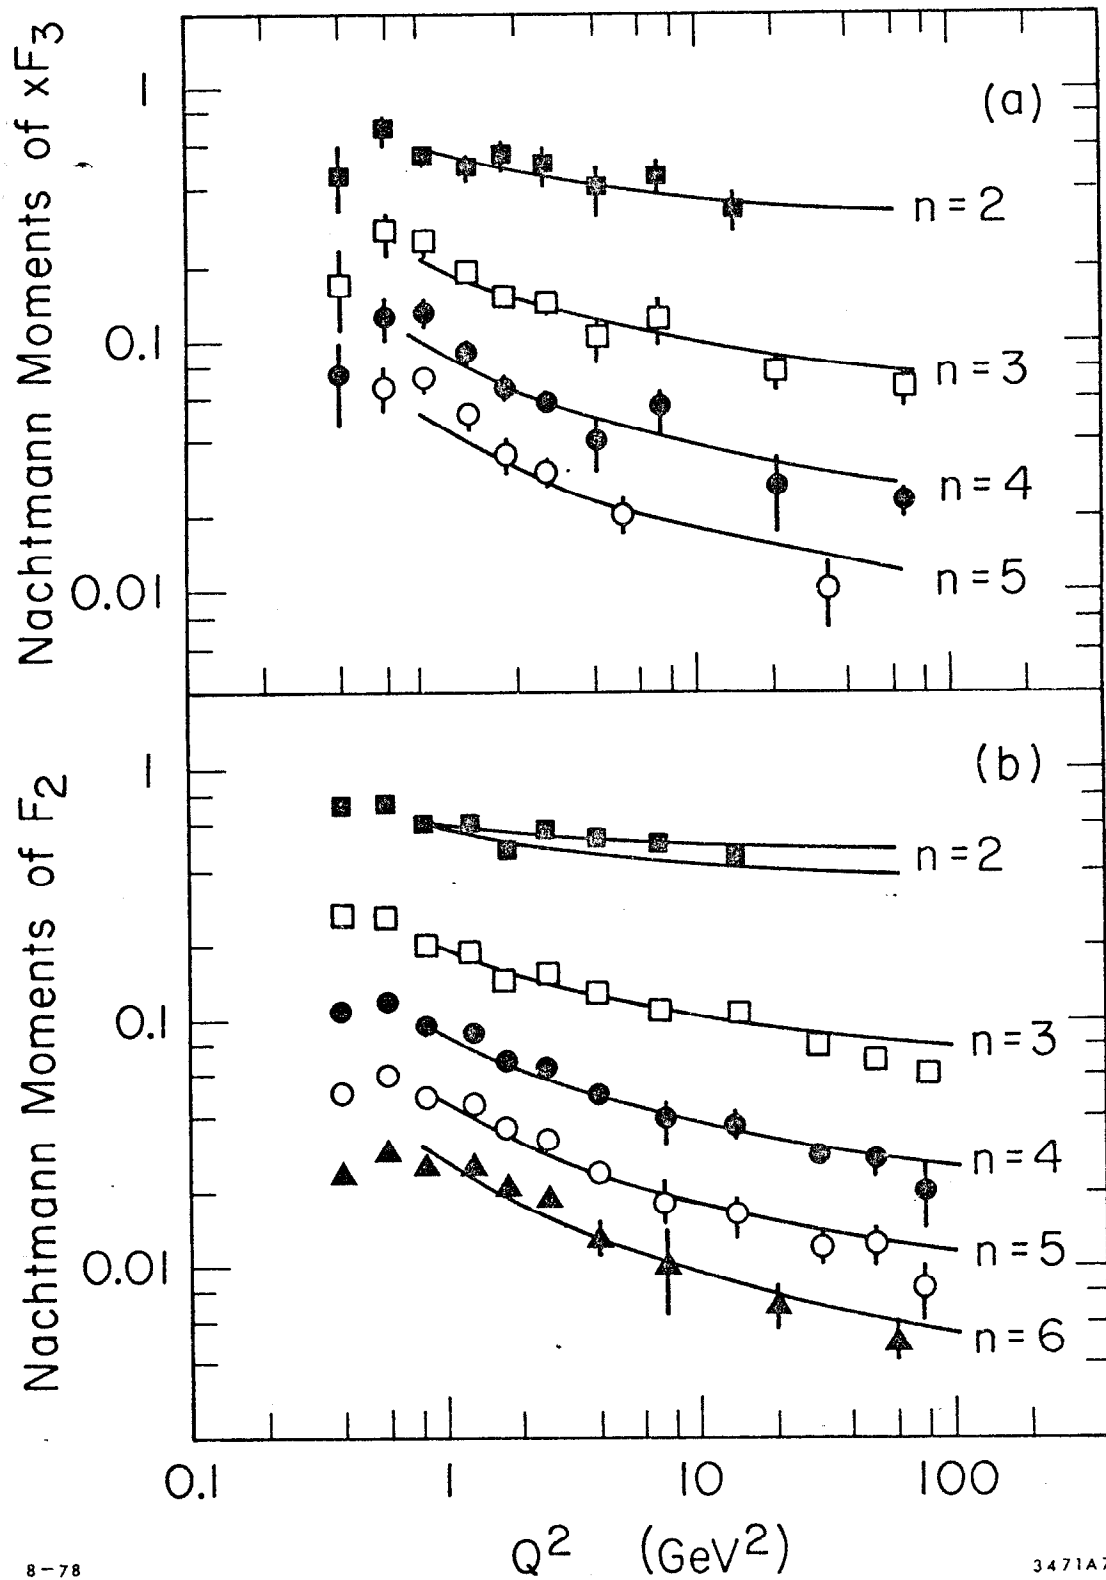 Nachtmann Moments of xF3
(a)
1
0.1
0.01
n=2
n=3
n=4
n=5
Nachtmann Moments of F2
(b)
1
0.1
0.01
n=2
n=3
n=4
n=5
n=6
0.1 1 10 100
Q² (GeV²)
8-78
3471A7